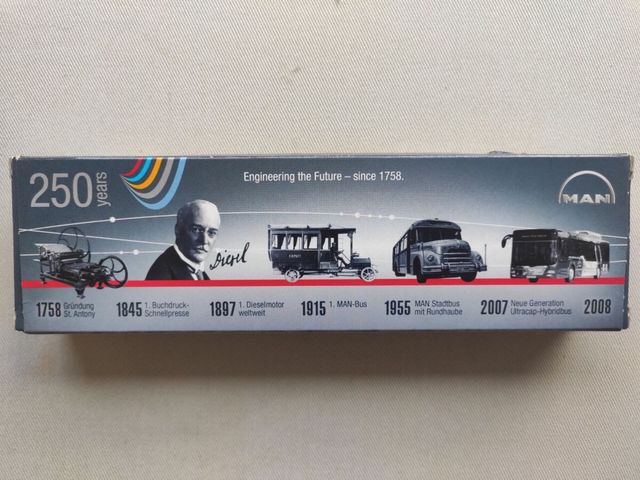 250 years
Engineering the Future – since 1758.
MAN
Diesel
1758 Gründung
St. Antony
1845 1. Buchdruck-
Schnellpresse
1897 1. Dieselmotor
weltweit
1915 1. MAN-Bus
1955 MAN Stadtbus
mit Rundhaube
2007 Neue Generation
Ultracap-Hybridbus
2008